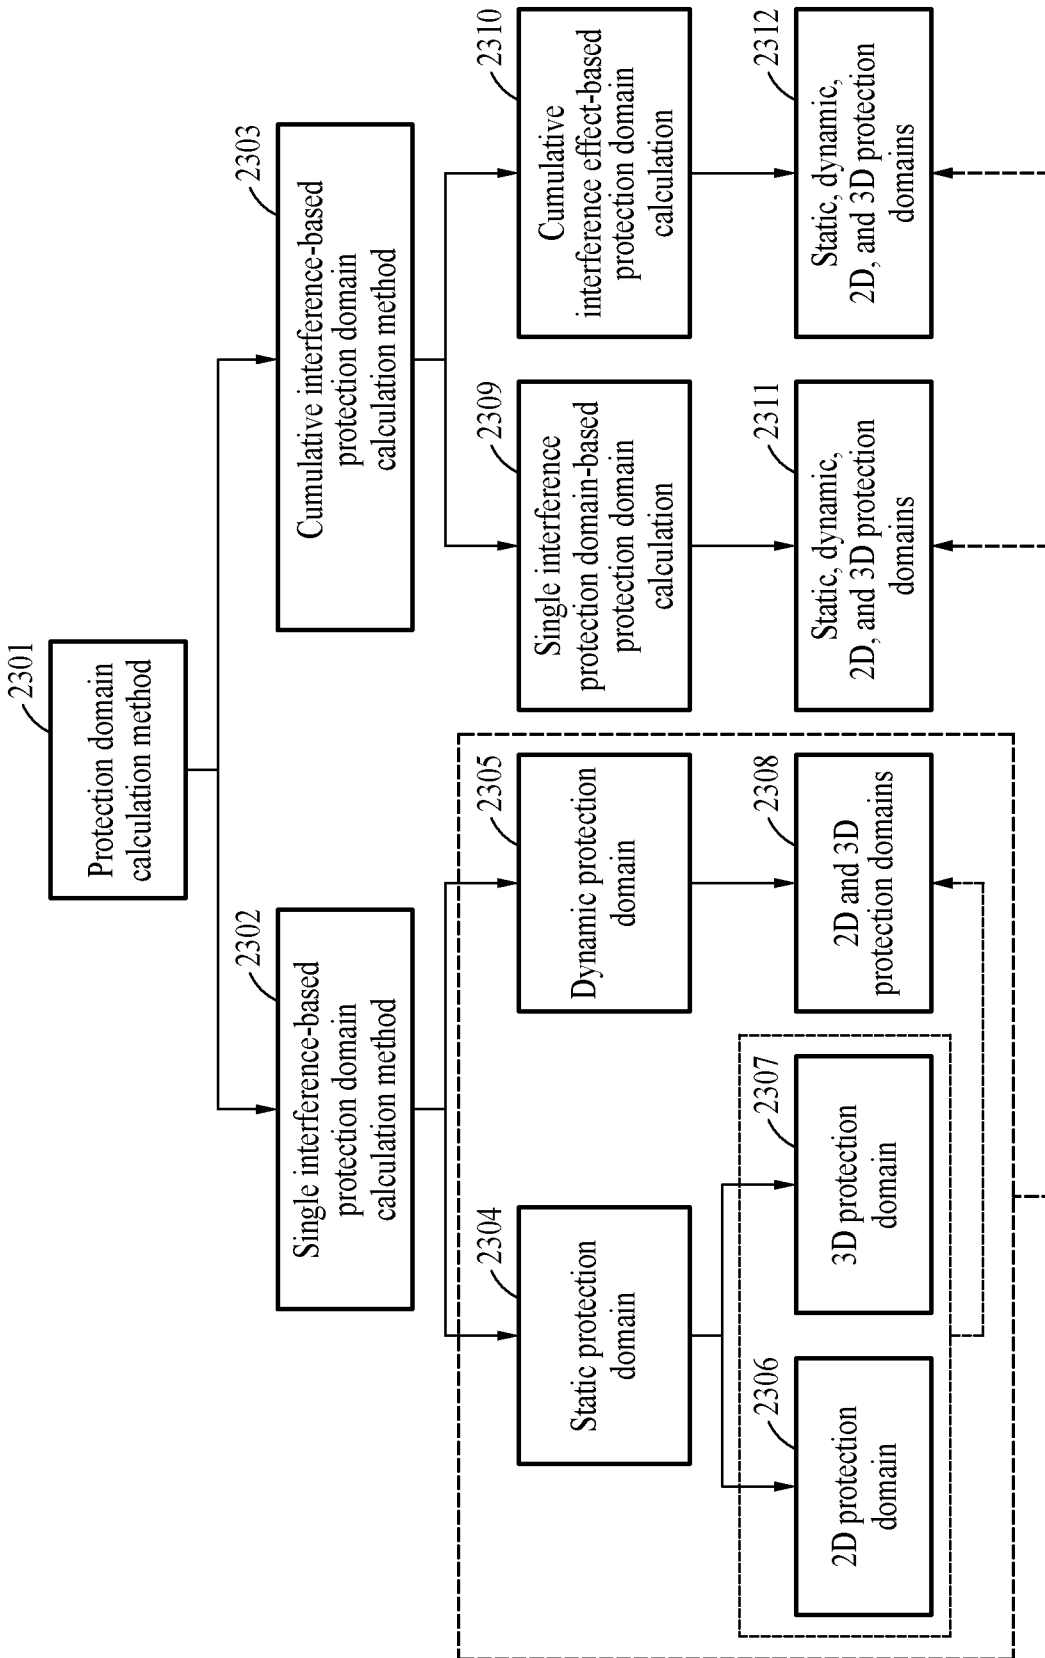 2301
Protection domain
calculation method
2302
Single interference-based
protection domain
calculation method
2303
Cumulative interference-based
protection domain
calculation method
2304
Static protection
domain
2305
Dynamic protection
domain
2309
Single interference
protection domain-based
protection domain
calculation
2310
Cumulative
interference effect-based
protection domain
calculation
2306
2D protection
domain
2307
3D protection
domain
2308
2D and 3D
protection domains
2311
Static, dynamic,
2D, and 3D protection
domains
2312
Static, dynamic,
2D, and 3D protection
domains